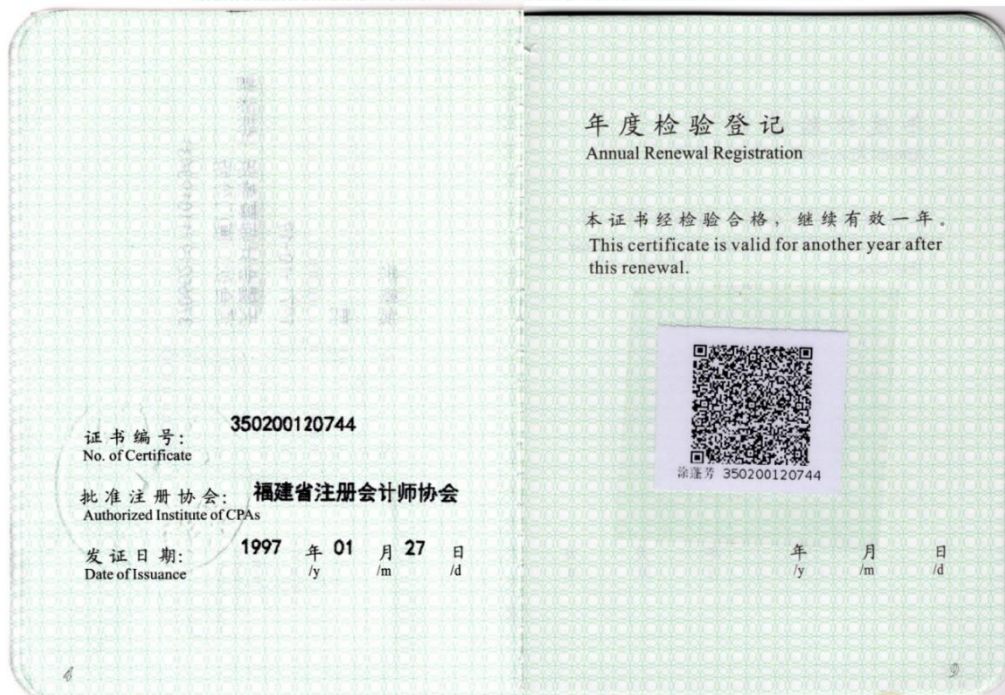 证书编号： 350200120744
No. of Certificate
批准注册协会： 福建省注册会计师协会
Authorized Institute of CPAs
发证日期： 1997 年 01 月 27 日
Date of Issuance /y /m /d
4
年度检验登记
Annual Renewal Registration
本证书经检验合格，继续有效一年。
This certificate is valid for another year after
this renewal.
涂蓬芳 350200120744
年 月 日
/y /m /d
9